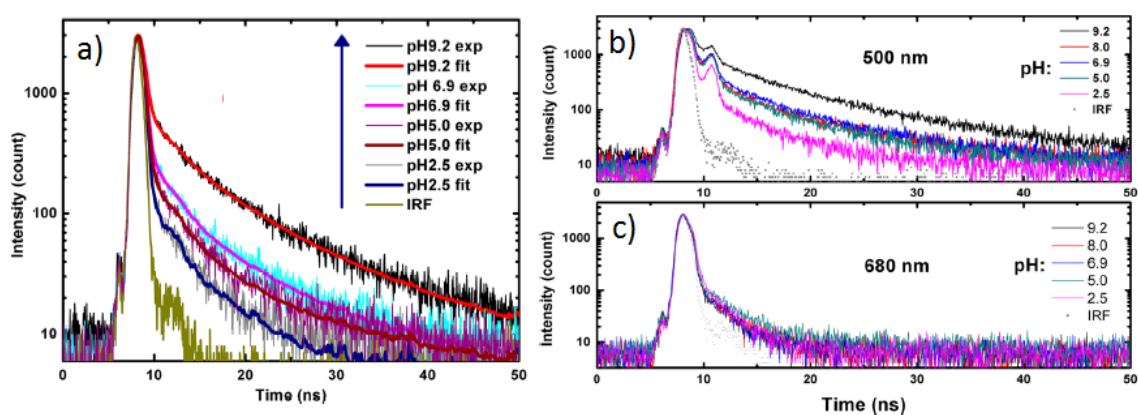 a)
pH9.2 exp
pH9.2 fit
pH 6.9 exp
pH6.9 fit
pH5.0 exp
pH5.0 fit
pH2.5 exp
pH2.5 fit
IRF
1000
100
10
Intensity (count)
0 10 20 30 40 50
Time (ns)
b)
500 nm
pH:
9.2
8.0
6.9
5.0
2.5
IRF
1000
100
10
Intensity (count)
0 10 20 30 40 50
c)
680 nm
pH:
9.2
8.0
6.9
5.0
2.5
IRF
1000
100
10
Intensity (count)
0 10 20 30 40 50
Time (ns)